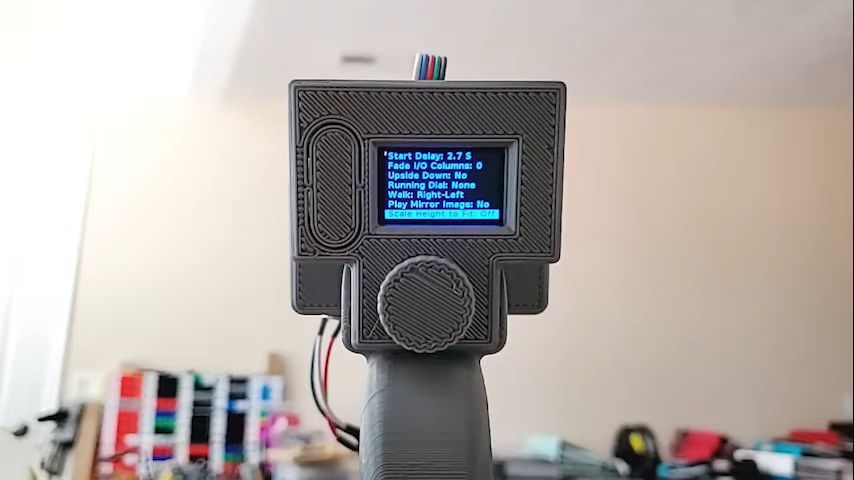 Start Delay: 2.7 S
Fade I/O Columns: 0
Upside Down: No
Running Dial: None
Walk: Right-Left
Play Mirror Image: No
Scale Height to Fit: Off